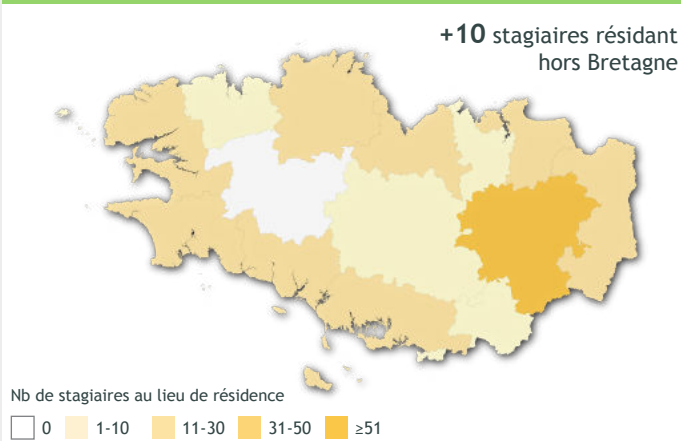 +10 stagiaires résidant
hors Bretagne
Nb de stagiaires au lieu de résidence
0 1-10 11-30 31-50 ≥51